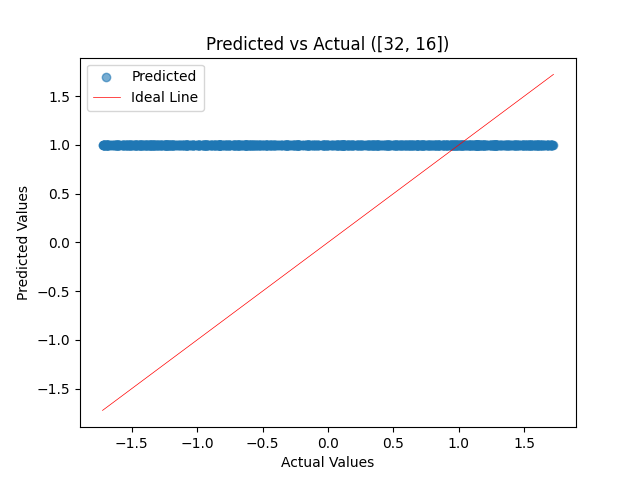 Predicted vs Actual ([32, 16])
Predicted
Ideal Line
1.5
1.0
0.5
0.0
−0.5
−1.0
−1.5
Predicted Values
−1.5 −1.0 −0.5 0.0 0.5 1.0 1.5
Actual Values